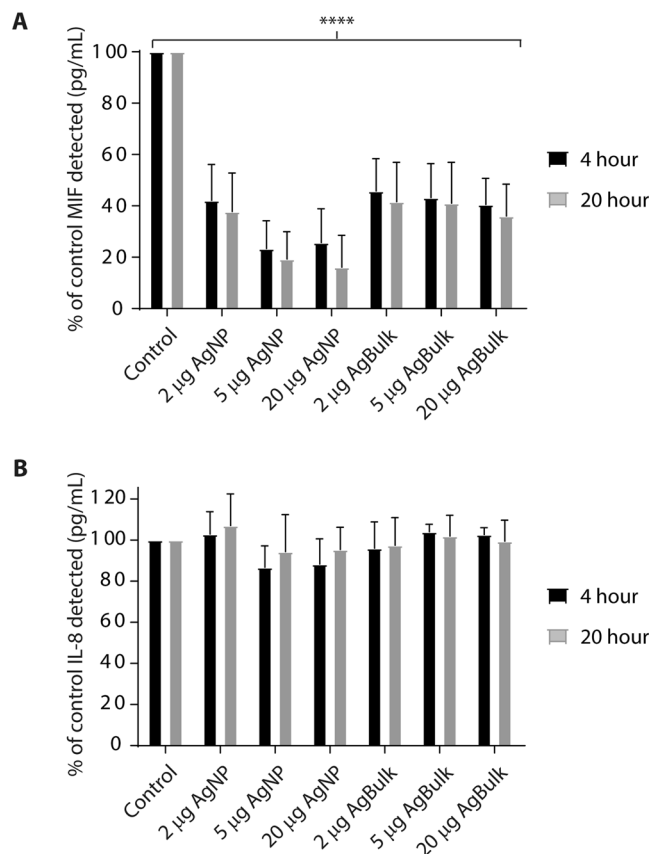 A
****
% of control MIF detected (pg/mL)
100
80
60
40
20
0
Control
2 µg AgNP
5 µg AgNP
20 µg AgNP
2 µg AgBulk
5 µg AgBulk
20 µg AgBulk
4 hour
20 hour
B
% of control IL-8 detected (pg/mL)
120
100
80
60
40
20
0
Control
2 µg AgNP
5 µg AgNP
20 µg AgNP
2 µg AgBulk
5 µg AgBulk
20 µg AgBulk
4 hour
20 hour